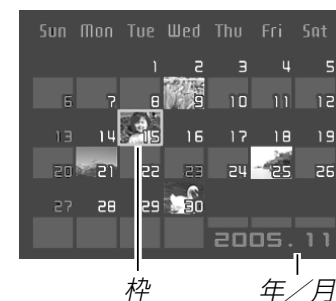 Sun Mon Tue Wed Thu Fri Sat
1 2 3 4 5
6 7 8 9 10 11 12
13 14 15 16 17 18 19
20 21 22 23 24 25 26
27 28 29 30
2005.11
枠 年／月